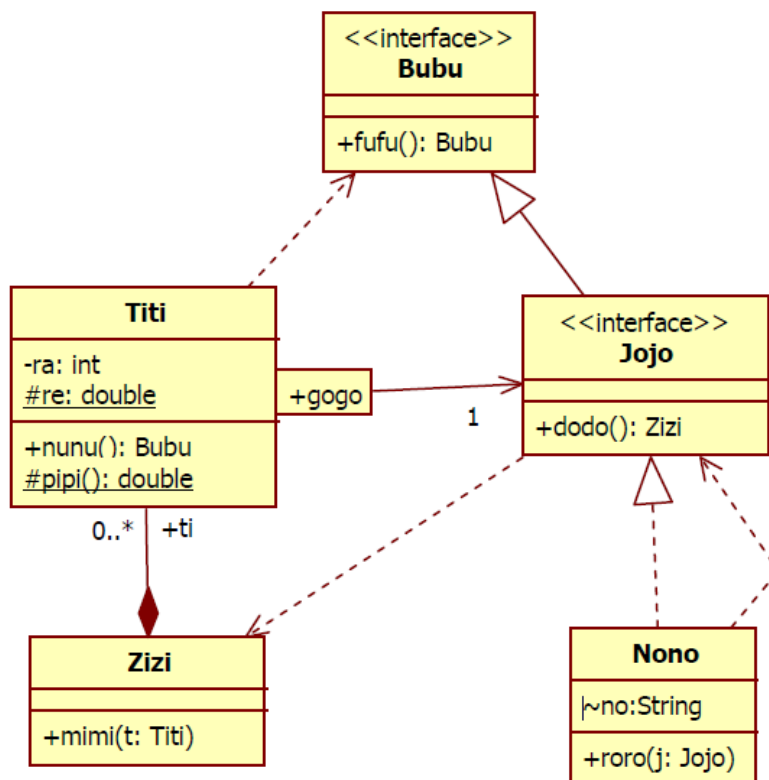 <<interface>>
Bubu
+fufu(): Bubu
Titi
-ra: int
#re: double
+nunu(): Bubu
#pipi(): double
+gogo
1
<<interface>>
Jojo
+dodo(): Zizi
0..*
+ti
Zizi
+mimi(t: Titi)
Nono
~no:String
+roro(j: Jojo)